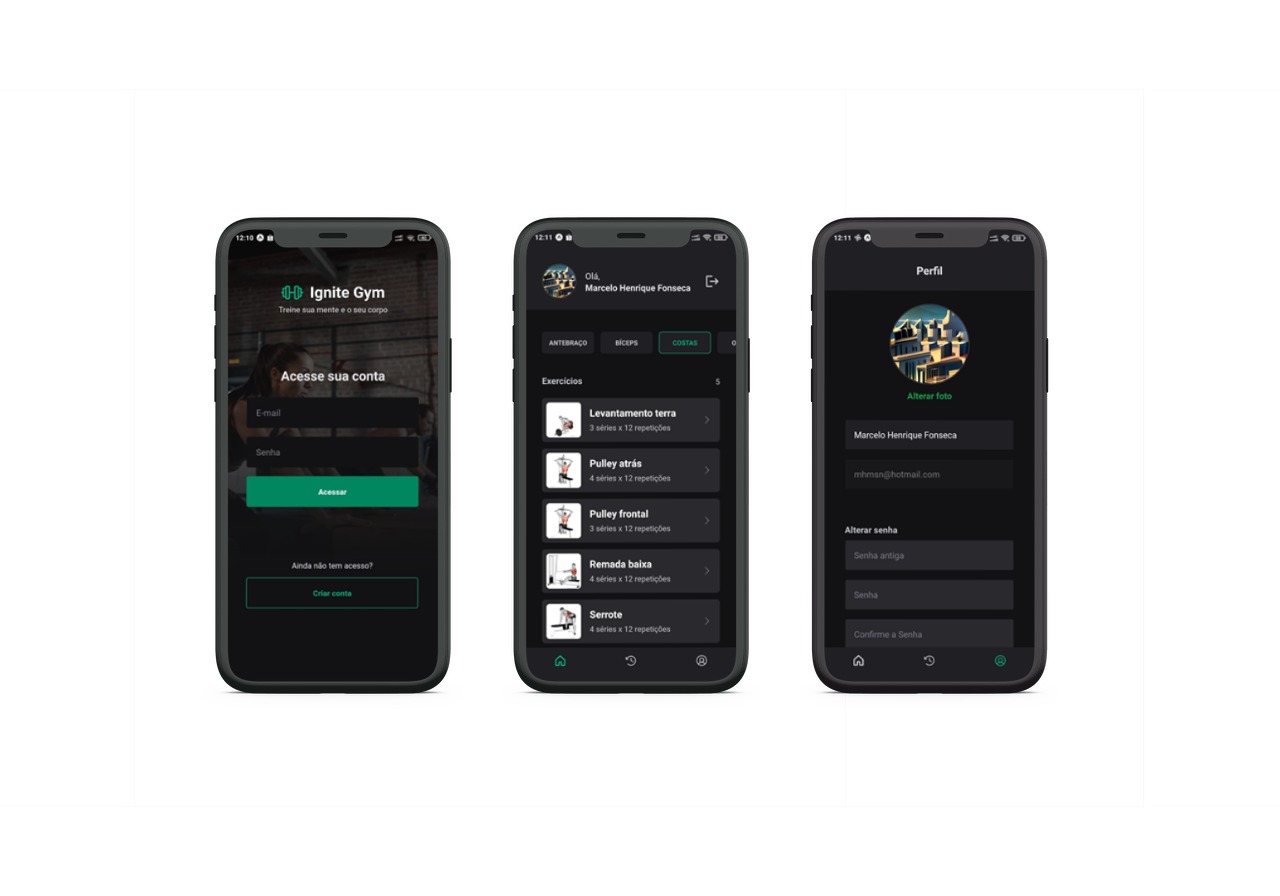 12:10
Ignite Gym
Treine sua mente e o seu corpo
Acesse sua conta
E-mail
Senha
Acessar
Ainda não tem acesso?
Criar conta
12:11
Olá,
Marcelo Henrique Fonseca
ANTEBRAÇO BÍCEPS COSTAS O
Exercícios 5
Levantamento terra
3 séries x 12 repetições
Pulley atrás
4 séries x 12 repetições
Pulley frontal
3 séries x 12 repetições
Remada baixa
4 séries x 12 repetições
Serrote
4 séries x 12 repetições
12:11
Perfil
Alterar foto
Marcelo Henrique Fonseca
mhmsn@hotmail.com
Alterar senha
Senha antiga
Senha
Confirme a Senha